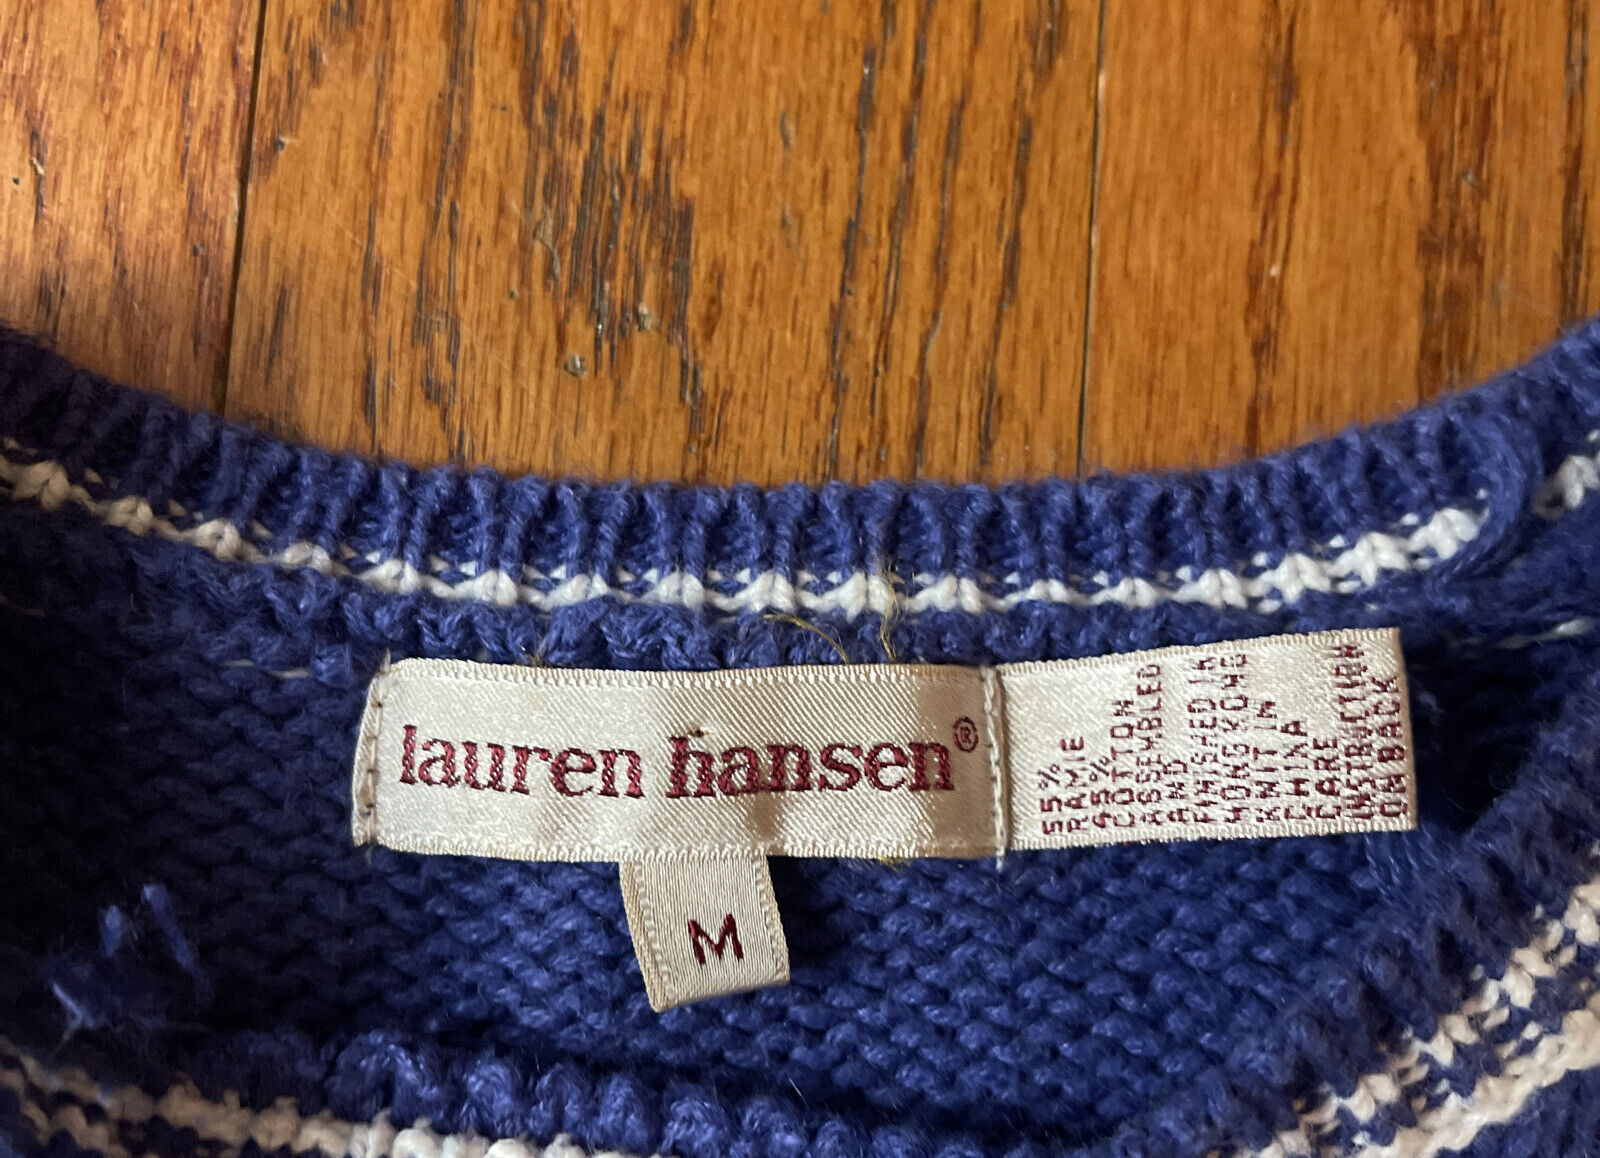 lauren hansen®
M
55%
RAMIE
45%
COTTON
ASSEMBLED
AND
FINISHED IN
HONG KONG
KNIT IN
CHINA
CARE
INSTRUCTION
ON BACK